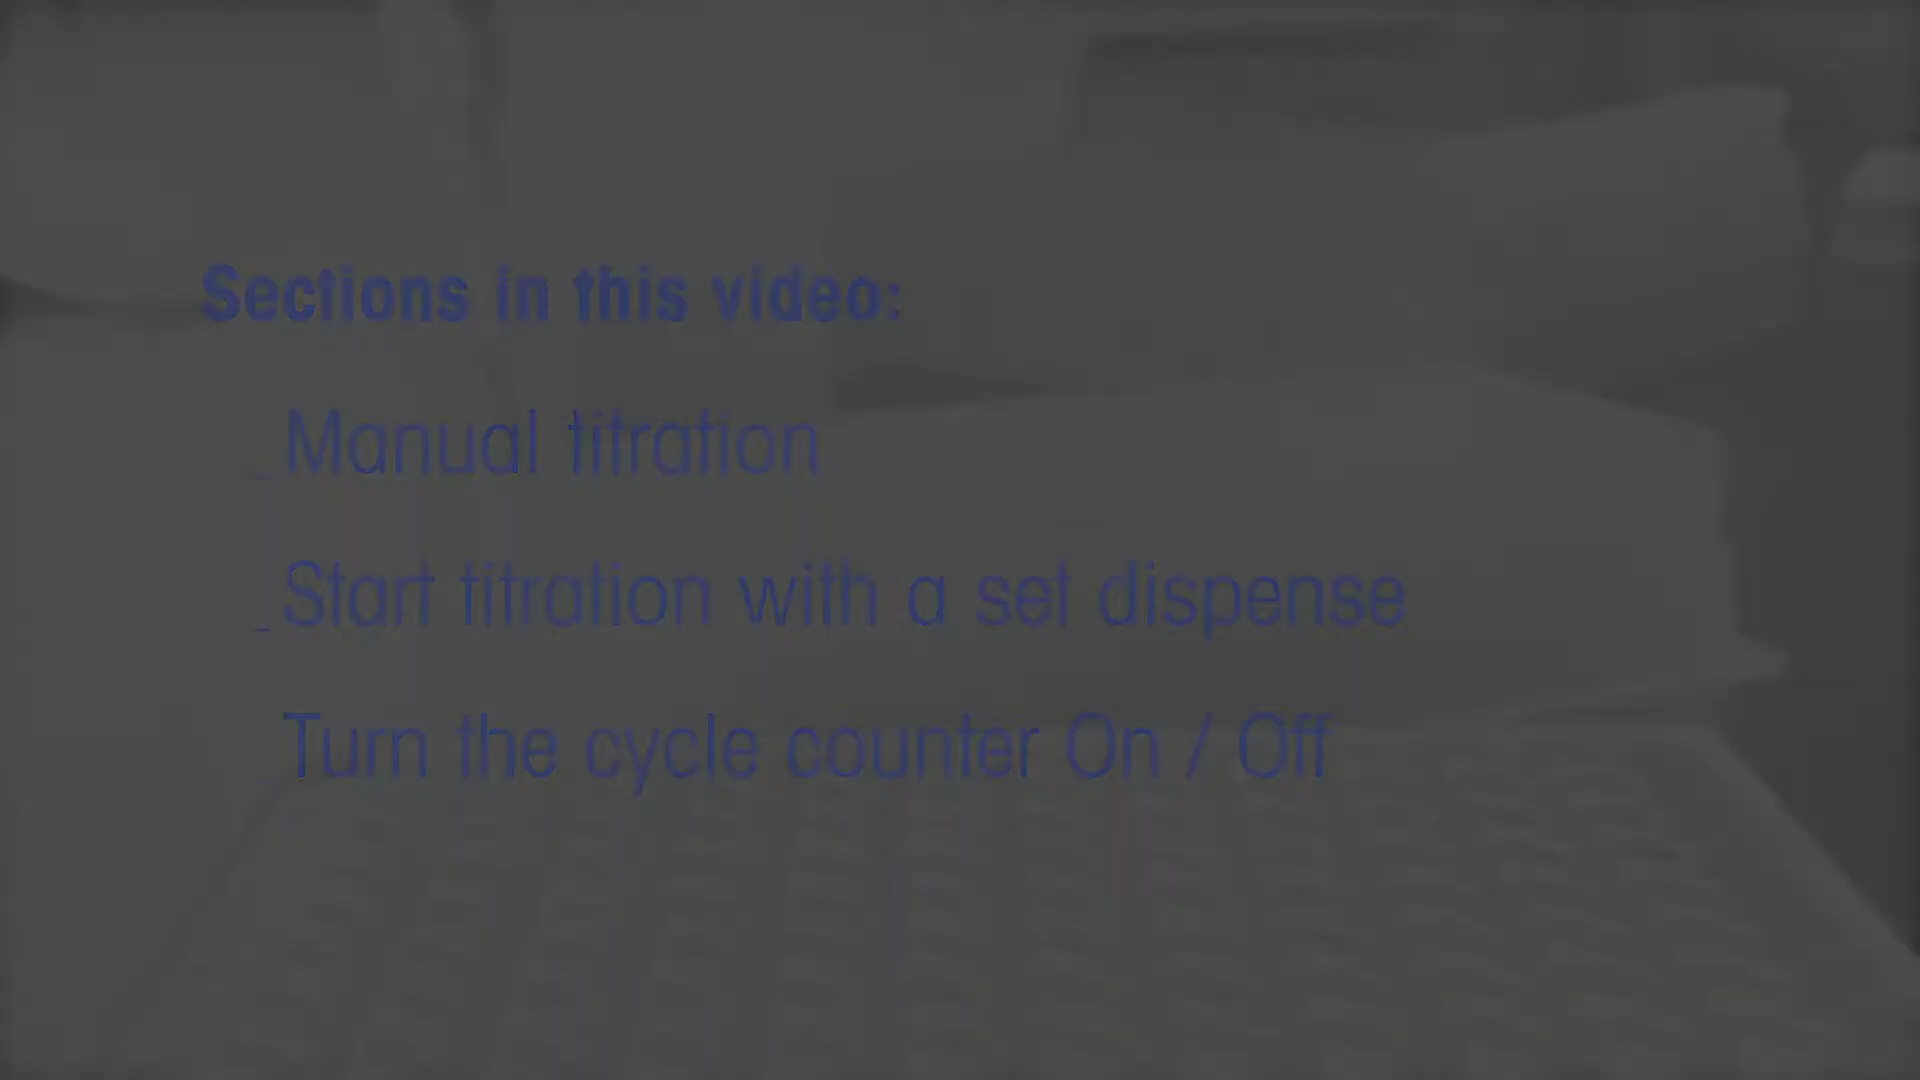 Sections in this video:
Manual titration
Start titration with a set dispense
Turn the cycle counter On / Off